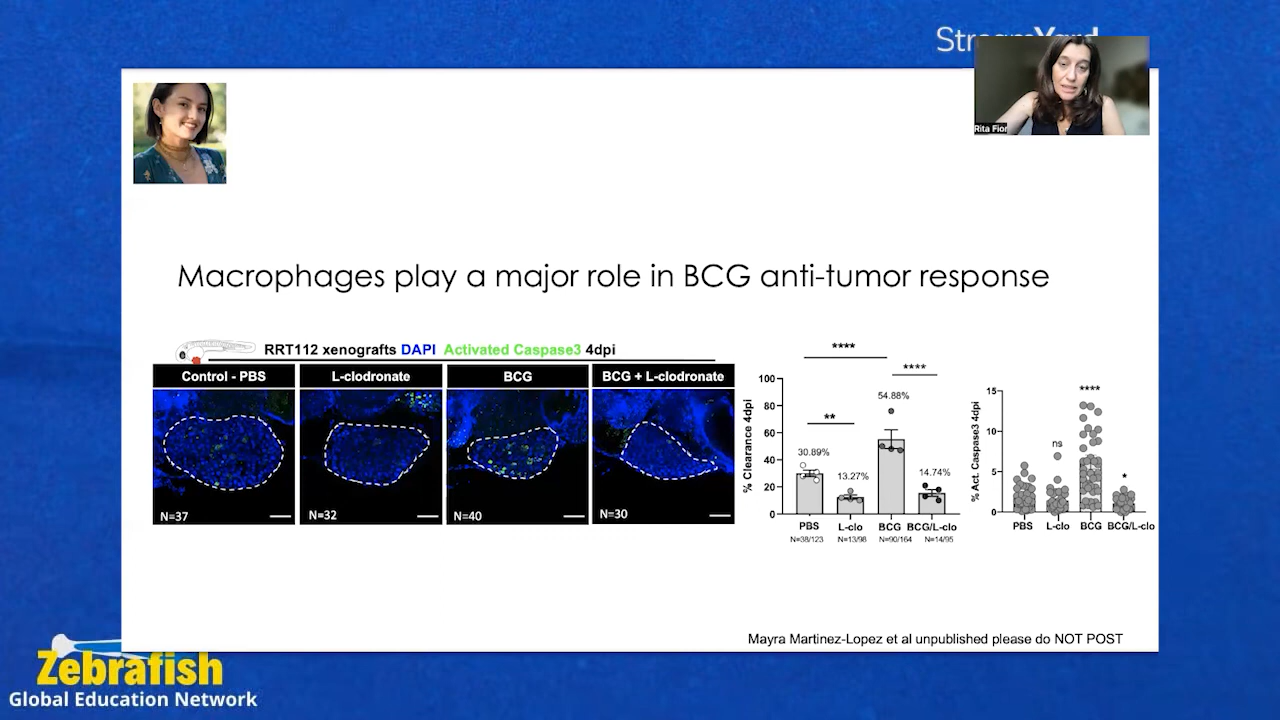 StreamYard
Rita Fior
Macrophages play a major role in BCG anti-tumor response
RRT112 xenografts DAPI Activated Caspase3 4dpi
Control - PBS
L-clodronate
BCG
BCG + L-clodronate
N=37
N=32
N=40
N=30
% Clearance 4dpi
100
80
60
40
20
0
****
****
**
30.89%
13.27%
54.88%
14.74%
PBS
L-clo
BCG
BCG/L-clo
N=38/123
N=13/98
N=90/164
N=14/95
% Act. Caspase3 4dpi
15
10
5
0
ns
****
*
PBS
L-clo
BCG
BCG/L-clo
Mayra Martinez-Lopez et al unpublished please do NOT POST
Zebrafish
Global Education Network